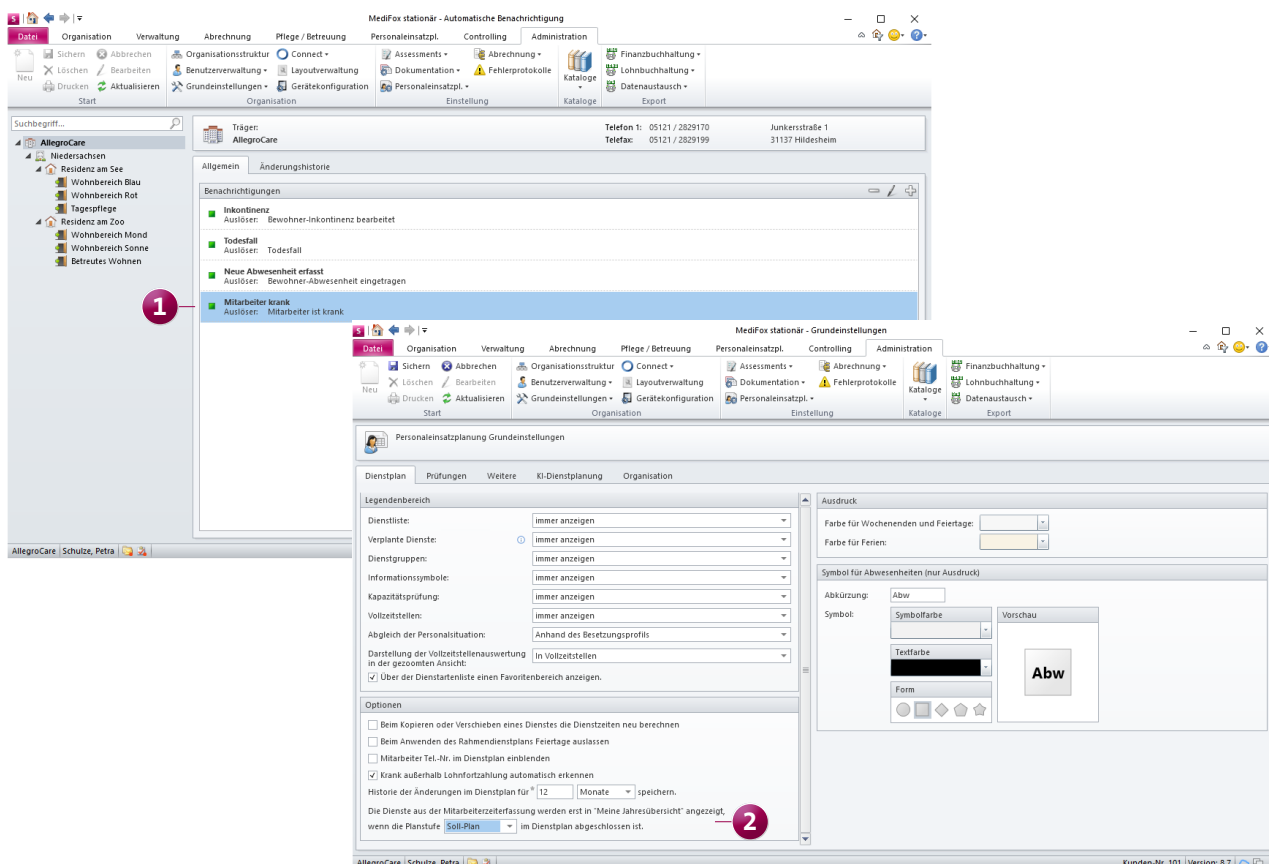 S
MediFox stationär - Automatische Benachrichtigung
Datei Organisation Verwaltung Abrechnung Pflege / Betreuung Personaleinsatzpl. Controlling Administration
Neu
Sichern Abbrechen
Löschen Bearbeiten
Drucken Aktualisieren
Start
Organisationsstruktur Connect
Benutzerverwaltung Layoutverwaltung
Grundeinstellungen Gerätekonfiguration
Organisation
Assessments Abrechnung
Dokumentation Fehlerprotokolle
Personaleinsatzpl.
Einstellung
Kataloge
Kataloge
Finanzbuchhaltung
Lohnbuchhaltung
Datenaustausch
Export
Suchbegriff...
AllegroCare
Niedersachsen
Residenz am See
Wohnbereich Blau
Wohnbereich Rot
Tagespflege
Residenz am Zoo
Wohnbereich Mond
Wohnbereich Sonne
Betreutes Wohnen
Träger:
AllegroCare
Telefon 1: 05121 / 2829170
Telefax: 05121 / 2829199
Junkersstraße 1
31137 Hildesheim
Allgemein Änderungshistorie
Benachrichtigungen
Inkontinenz
Auslöser: Bewohner-Inkontinenz bearbeitet
Todesfall
Auslöser: Todesfall
Neue Abwesenheit erfasst
Auslöser: Bewohner-Abwesenheit eingetragen
1
Mitarbeiter krank
Auslöser: Mitarbeiter ist krank
AllegroCare Schulze, Petra
S
MediFox stationär - Grundeinstellungen
Datei Organisation Verwaltung Abrechnung Pflege / Betreuung Personaleinsatzpl. Controlling Administration
Neu
Sichern Abbrechen
Löschen Bearbeiten
Drucken Aktualisieren
Start
Organisationsstruktur Connect
Benutzerverwaltung Layoutverwaltung
Grundeinstellungen Gerätekonfiguration
Organisation
Assessments Abrechnung
Dokumentation Fehlerprotokolle
Personaleinsatzpl.
Einstellung
Kataloge
Kataloge
Finanzbuchhaltung
Lohnbuchhaltung
Datenaustausch
Export
Personaleinsatzplanung Grundeinstellungen
Dienstplan Prüfungen Weitere KI-Dienstplanung Organisation
Legendenbereich
Dienstliste: immer anzeigen
Verplante Dienste: immer anzeigen
Dienstgruppen: immer anzeigen
Informationssymbole: immer anzeigen
Kapazitätsprüfung: immer anzeigen
Vollzeitstellen: immer anzeigen
Abgleich der Personalsituation: Anhand des Besetzungsprofils
Darstellung der Vollzeitstellenauswertung
in der gezoomten Ansicht: In Vollzeitstellen
Über der Dienstartenliste einen Favoritenbereich anzeigen.
Optionen
Beim Kopieren oder Verschieben eines Dienstes die Dienstzeiten neu berechnen
Beim Anwenden des Rahmendienstplans Feiertage auslassen
Mitarbeiter Tel.-Nr. im Dienstplan einblenden
Krank außerhalb Lohnfortzahlung automatisch erkennen
Historie der Änderungen im Dienstplan für * 12 Monate speichern.
Die Dienste aus der Mitarbeiterzeiterfassung werden erst in "Meine Jahresübersicht" angezeigt,
wenn die Planstufe Soll-Plan im Dienstplan abgeschlossen ist.
2
Ausdruck
Farbe für Wochenenden und Feiertage:
Farbe für Ferien:
Symbol für Abwesenheiten (nur Ausdruck)
Abkürzung: Abw
Symbol:
Symbolfarbe
Textfarbe
Form
Vorschau
Abw
AllegroCare Schulze, Petra
Kunden-Nr. 101 Version: 8.7